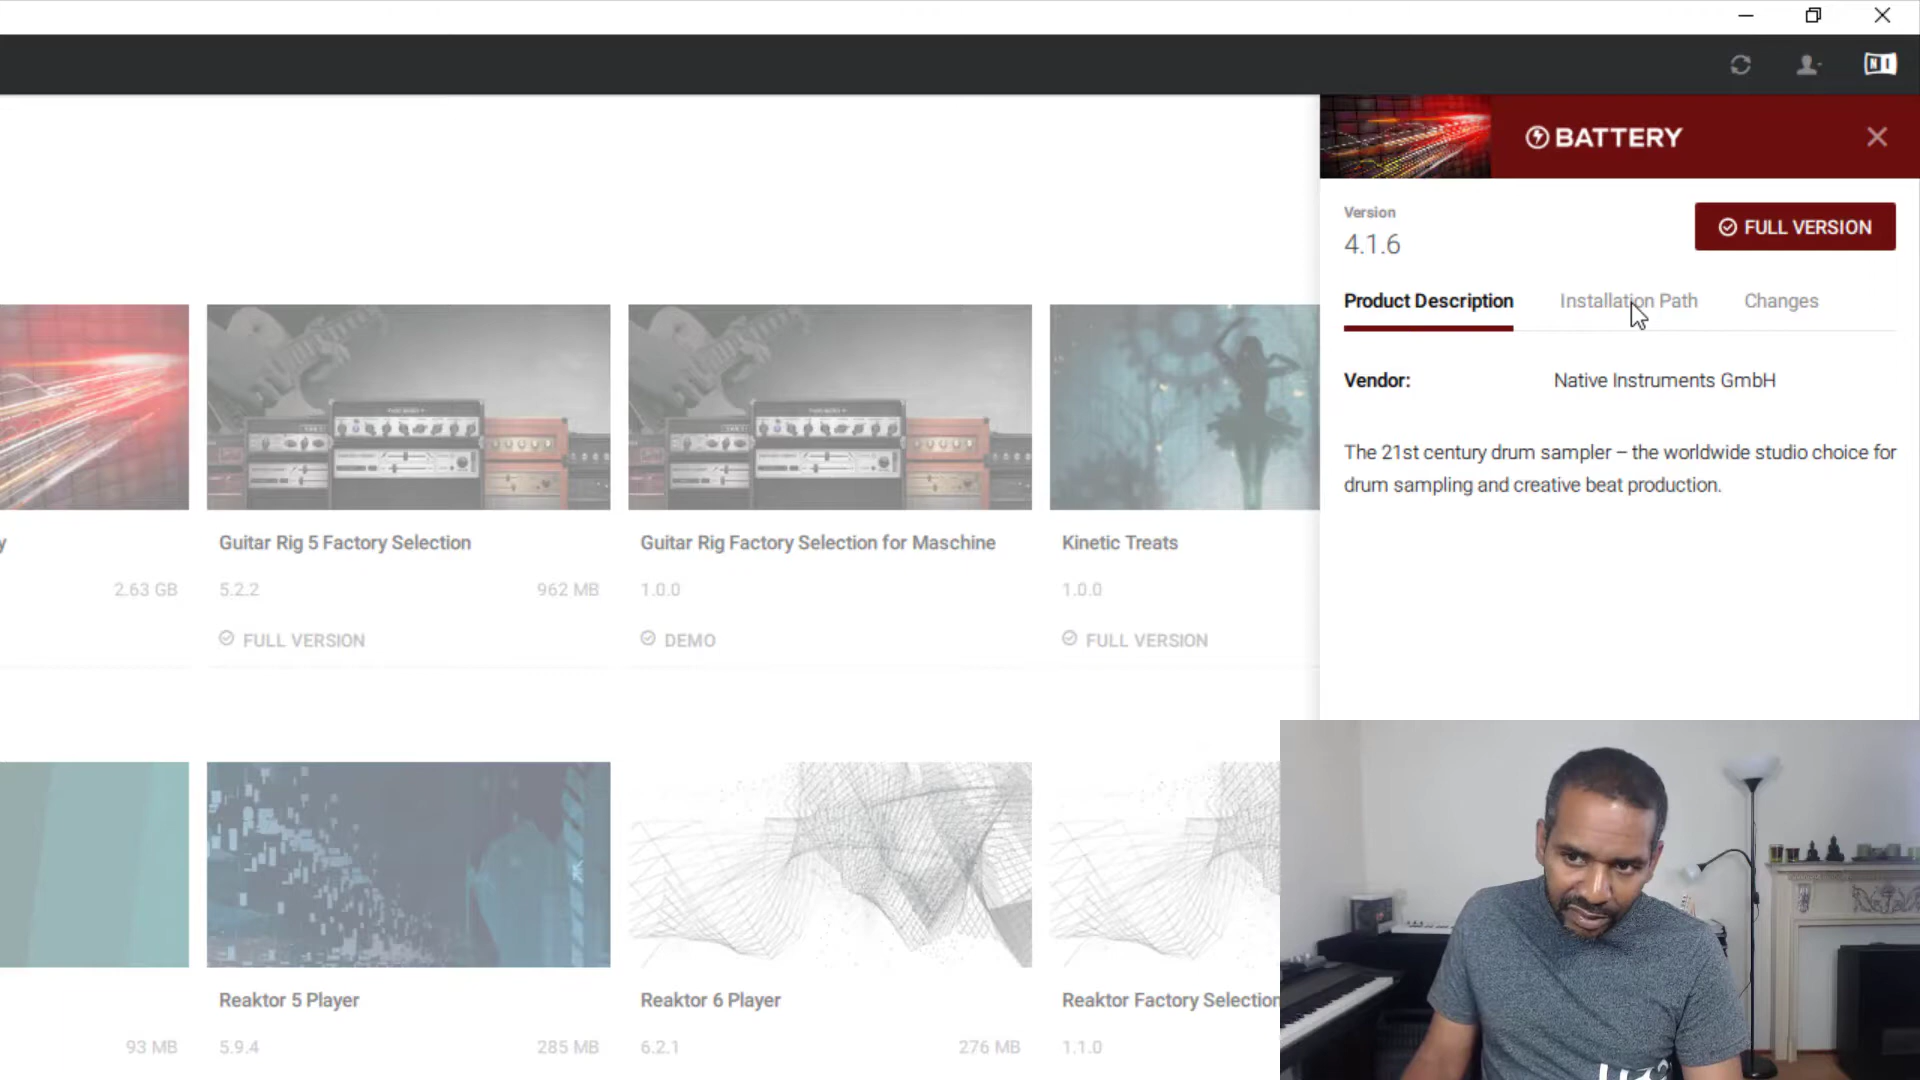 NI
BATTERY
Version
4.1.6
FULL VERSION
Product Description
Installation Path
Changes
Vendor:
Native Instruments GmbH
The 21st century drum sampler – the worldwide studio choice for
drum sampling and creative beat production.
y
Guitar Rig 5 Factory Selection
Guitar Rig Factory Selection for Maschine
Kinetic Treats
2.63 GB
5.2.2
962 MB
1.0.0
1.0.0
FULL VERSION
DEMO
FULL VERSION
Reaktor 5 Player
Reaktor 6 Player
Reaktor Factory Selection
93 MB
5.9.4
285 MB
6.2.1
276 MB
1.1.0